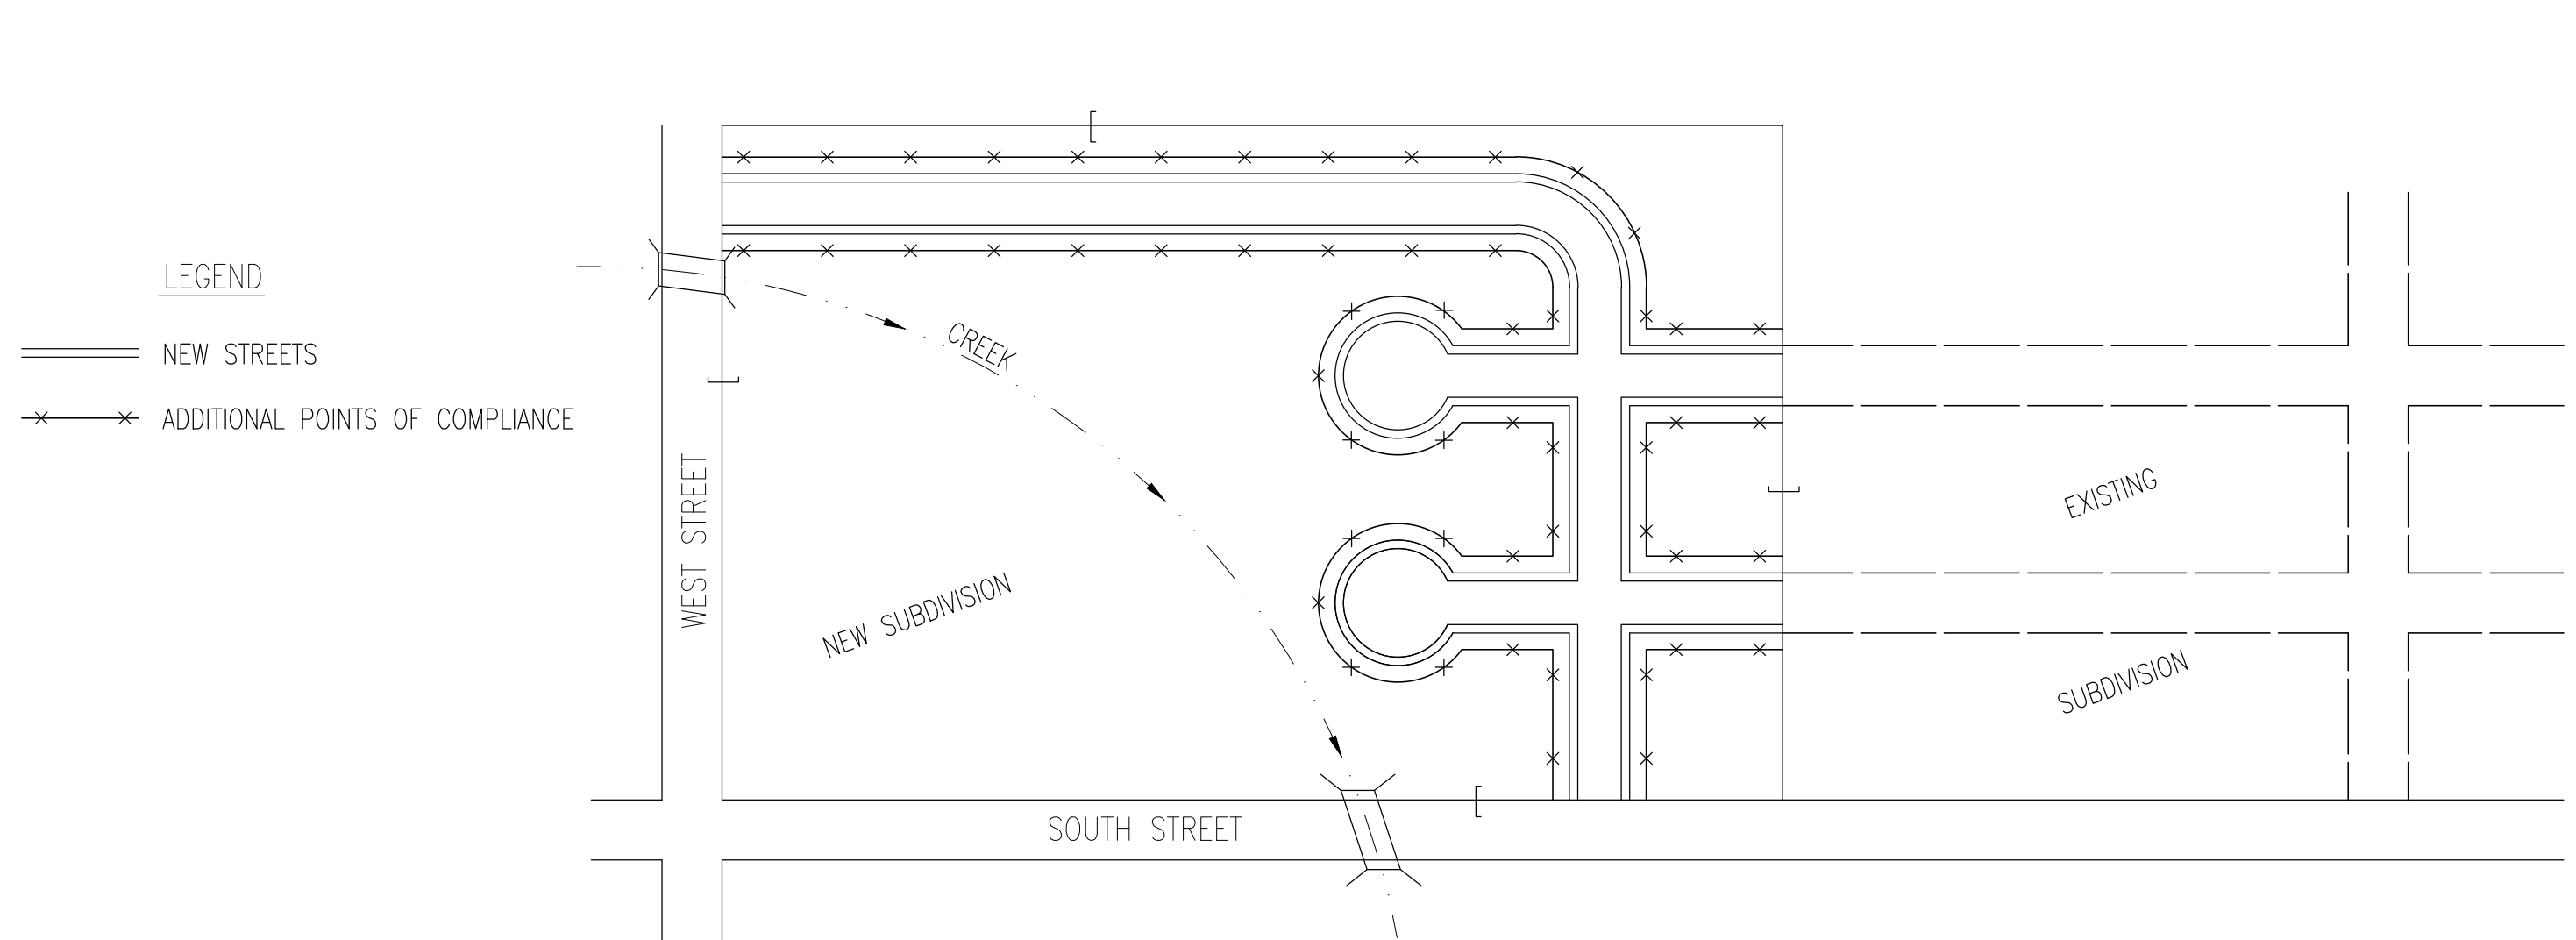 LEGEND
NEW STREETS
ADDITIONAL POINTS OF COMPLIANCE
CREEK
WEST STREET
NEW SUBDIVISION
SOUTH STREET
EXISTING
SUBDIVISION